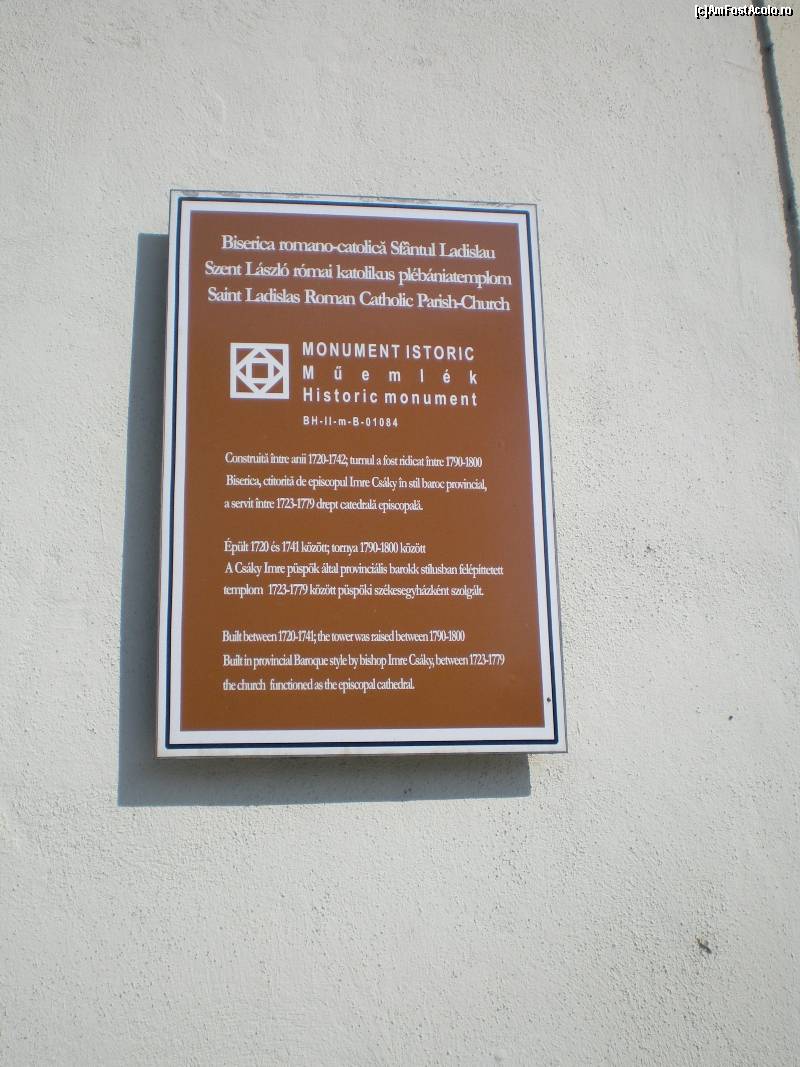 (c)AmFostAcolo.ro
Biserica romano-catolică Sfântul Ladislau
Szent László római katolikus plébániatemplom
Saint Ladislas Roman Catholic Parish-Church
MONUMENT ISTORIC
Műemlék
Historic monument
BH-II-m-B-01084
Construită între anii 1720-1742; turnul a fost ridicat între 1790-1800
Biserica, ctitorită de episcopul Imre Csáky în stil baroc provincial,
a servit între 1723-1779 drept catedrală episcopală.
Épült 1720 és 1741 között; tornya 1790-1800 között
A Csáky Imre püspök által provinciális barokk stílusban felépíttetett
templom 1723-1779 között püspöki székesegyházként szolgált.
Built between 1720-1741; the tower was raised between 1790-1800
Built in provincial Baroque style by bishop Imre Csáky, between 1723-1779
the church functioned as the episcopal cathedral.